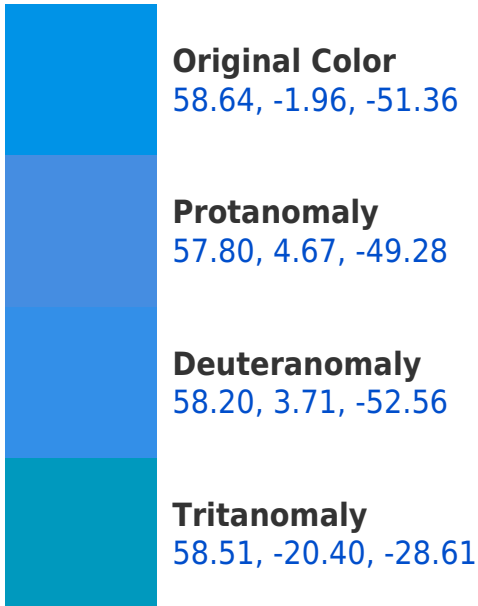 Original Color
58.64, -1.96, -51.36
Protanomaly
57.80, 4.67, -49.28
Deuteranomaly
58.20, 3.71, -52.56
Tritanomaly
58.51, -20.40, -28.61